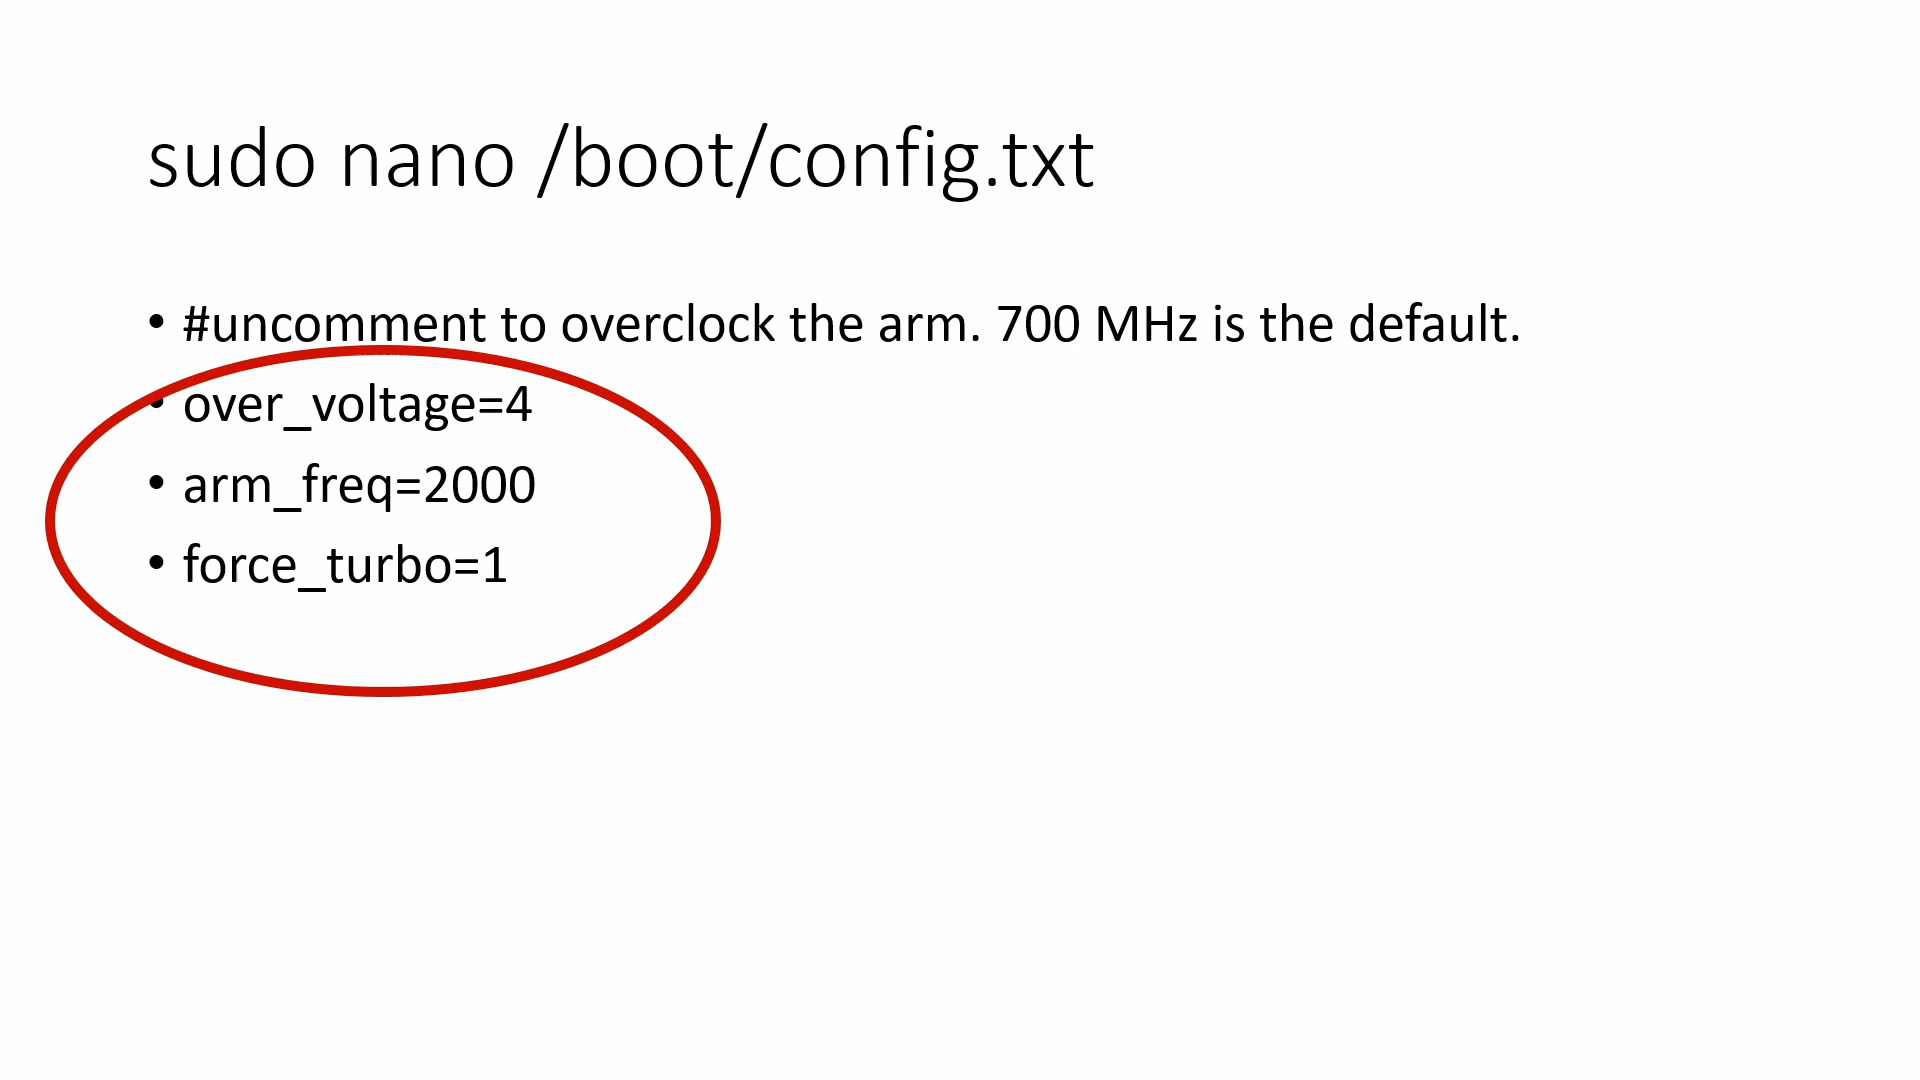 sudo nano /boot/config.txt
• #uncomment to overclock the arm. 700 MHz is the default.
• over_voltage=4
• arm_freq=2000
• force_turbo=1